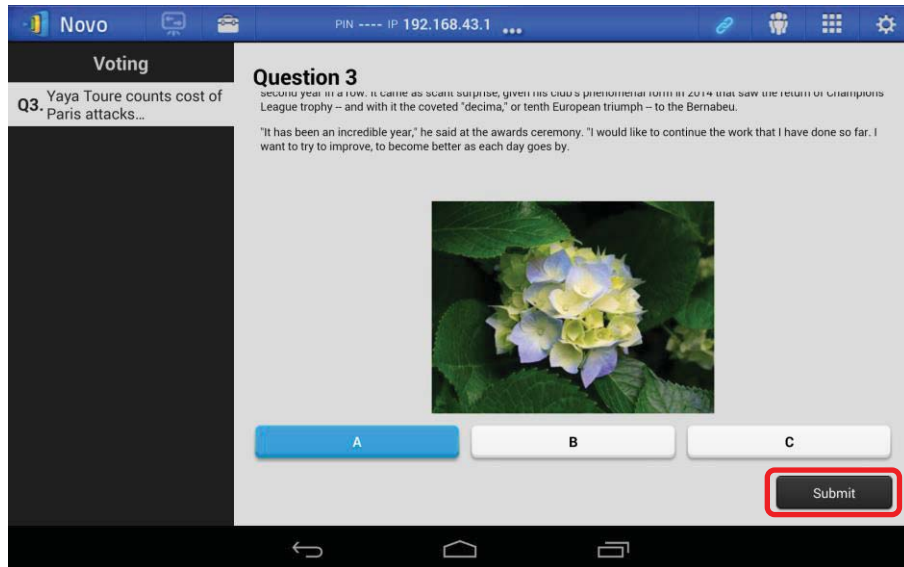 Novo
PIN ---- IP 192.168.43.1 ...
Voting
Q3. Yaya Toure counts cost of
Paris attacks...
Question 3
second year in a row. It came as scant surprise, given his club's phenomenal form in 2014 that saw the return of Champions
League trophy – and with it the coveted "decima," or tenth European triumph – to the Bernabeu.
"It has been an incredible year," he said at the awards ceremony. "I would like to continue the work that I have done so far. I
want to try to improve, to become better as each day goes by.
A B C
Submit